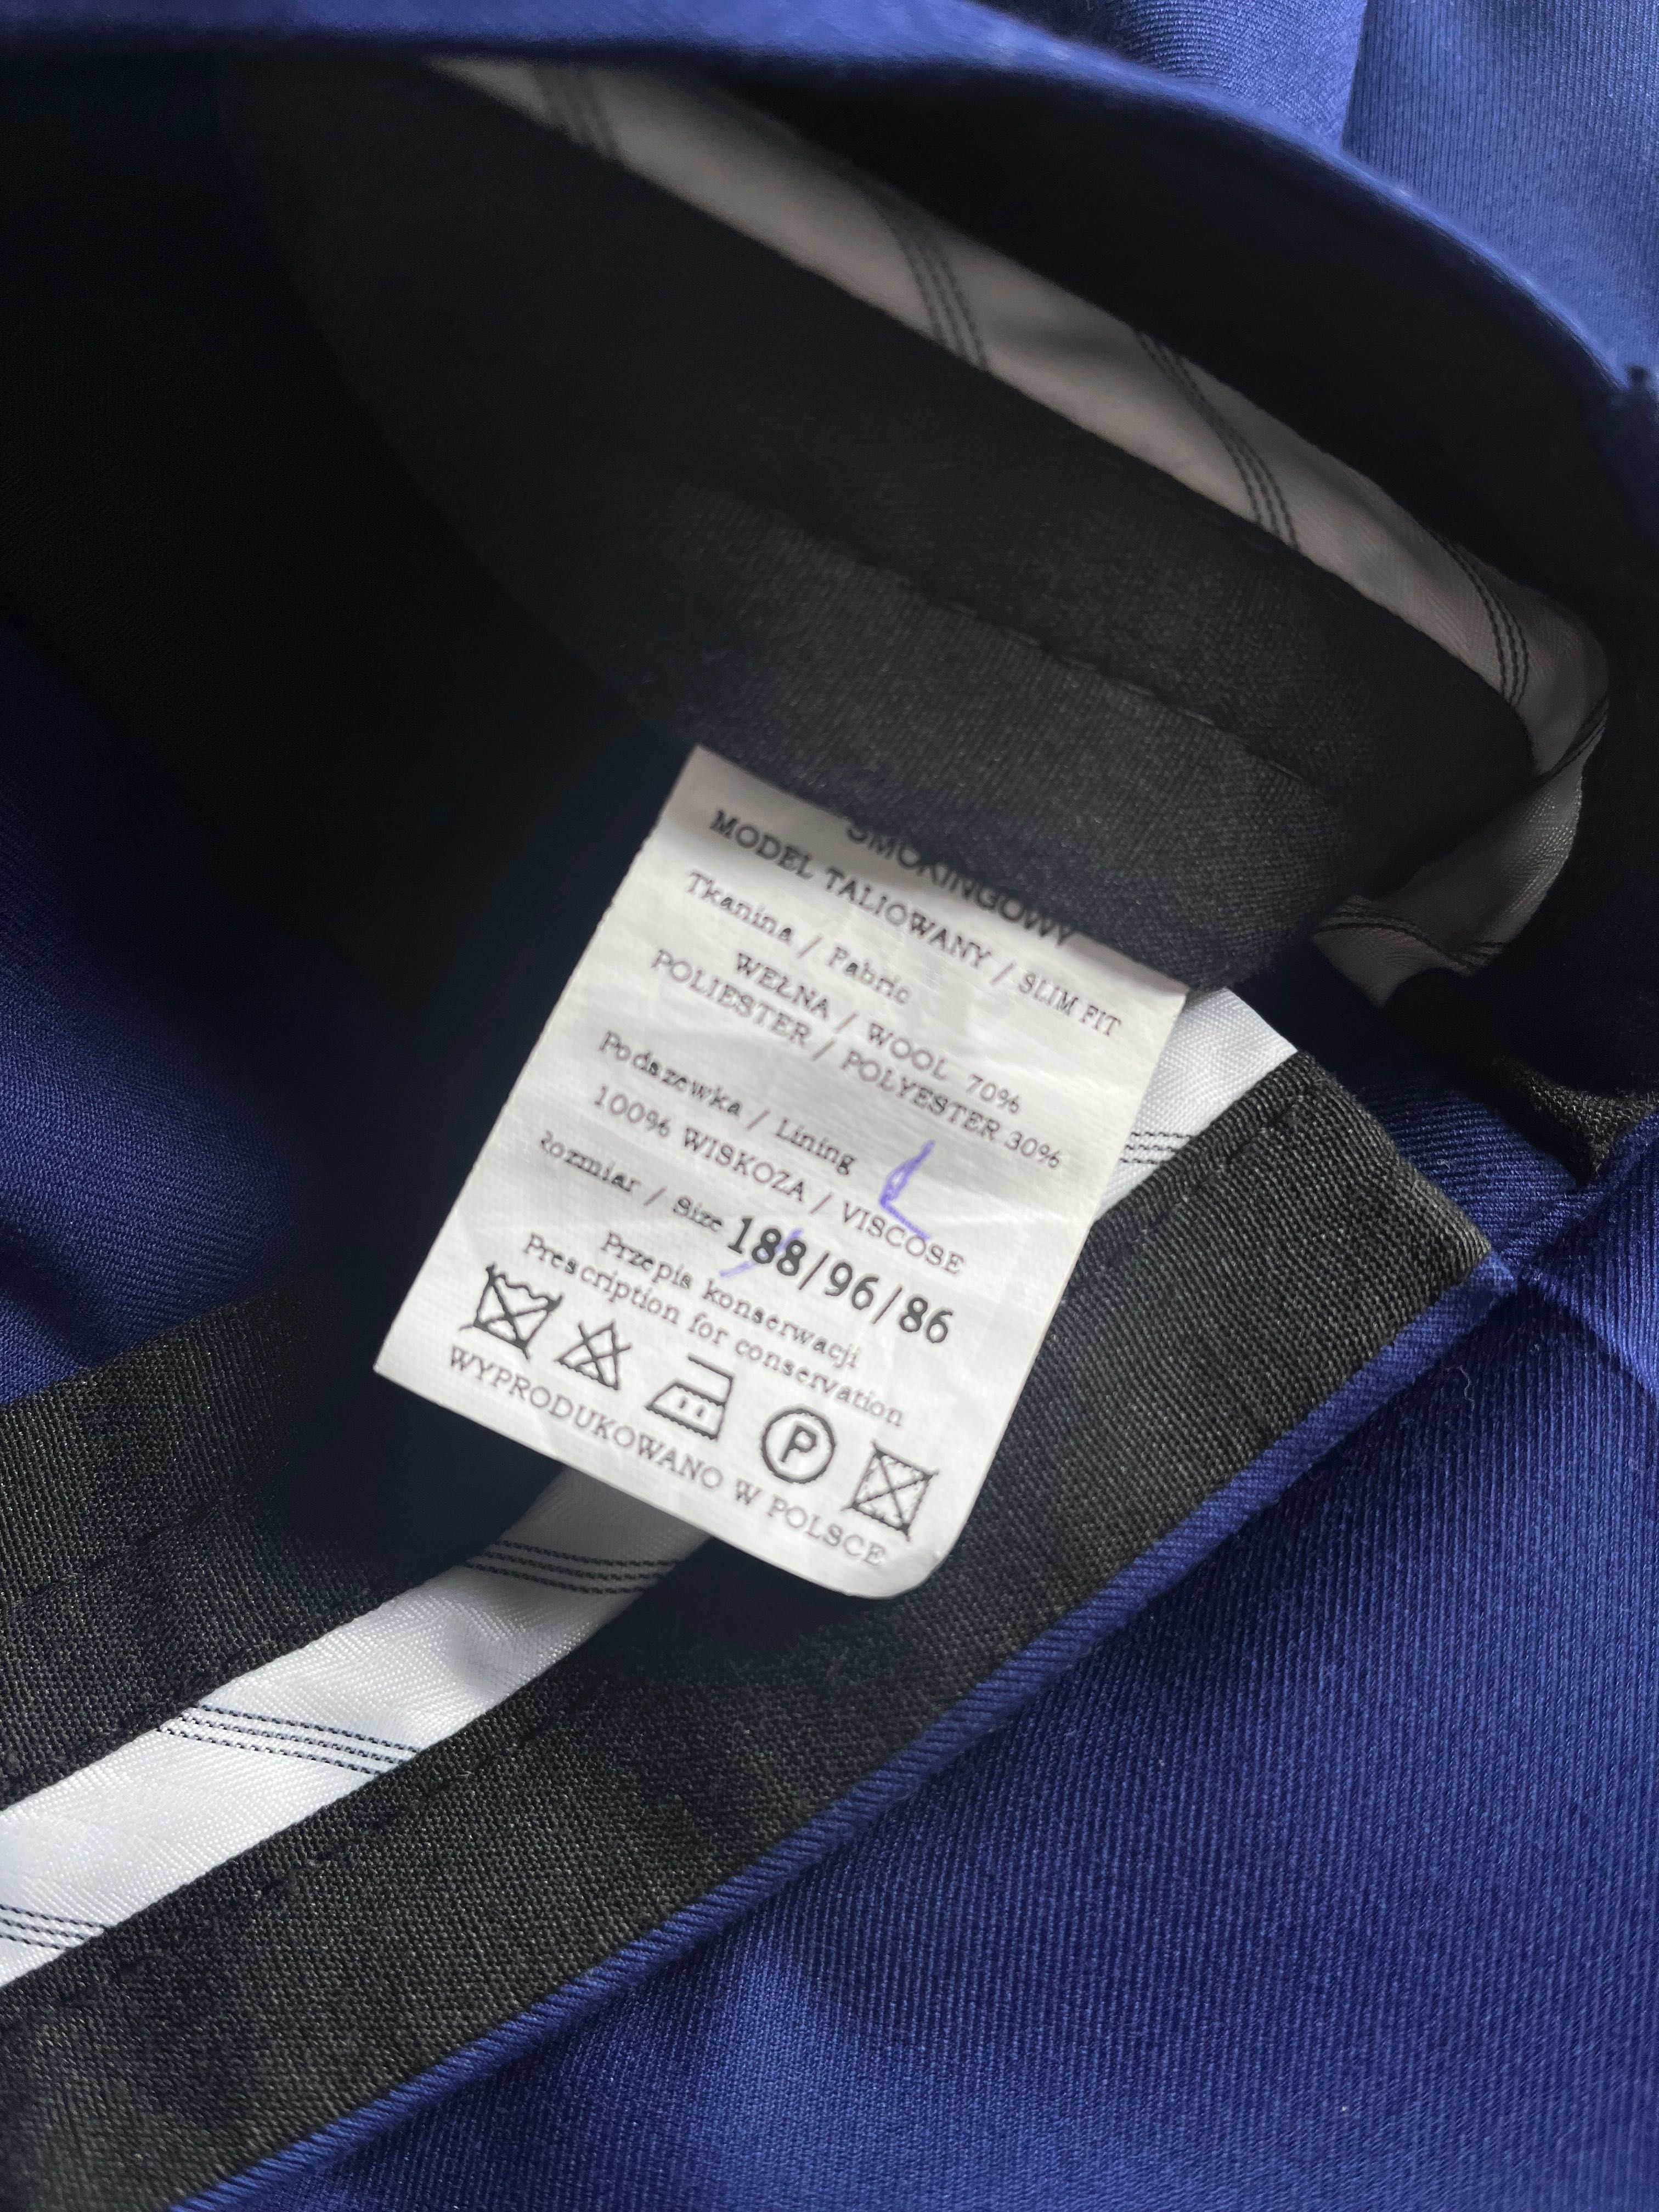 SMOKINGOWY
MODEL TALIOWANY / SLIM FIT
Tkanina / Fabric
WEŁNA / WOOL 70%
POLIESTER / POLYESTER 30%
Podszewka / Lining
100% WISKOZA / VISCOSE
Rozmiar / Size 188/96/86
Przepis konserwacji
Prescription for conservation
P
WYPRODUKOWANO W POLSCE